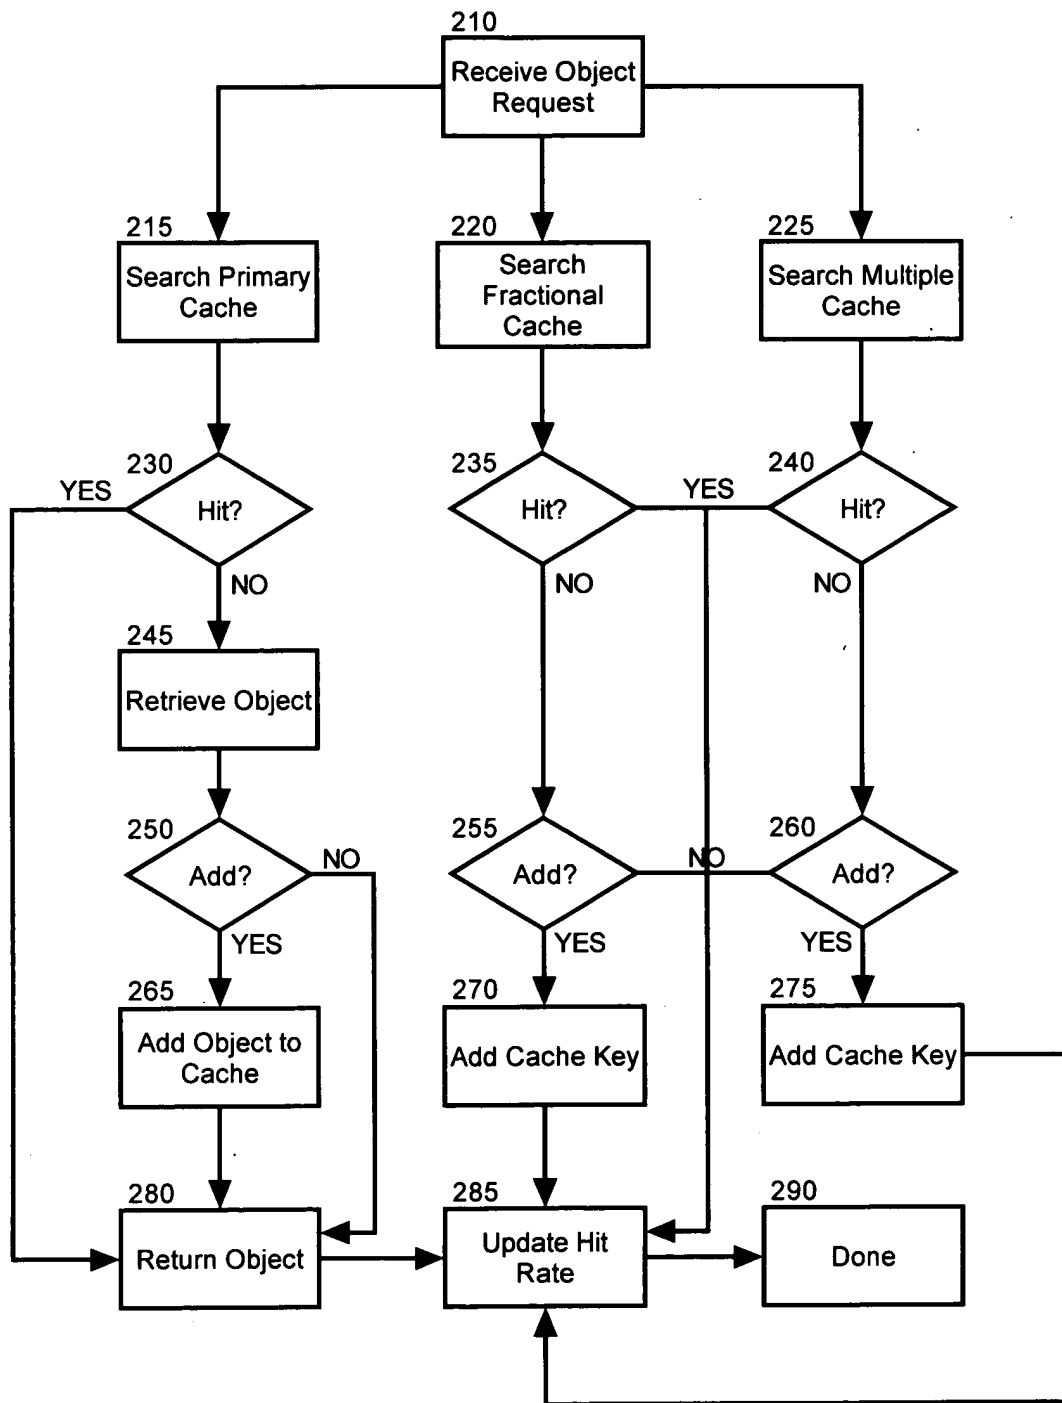 210
Receive Object
Request
215
Search Primary
Cache
220
Search
Fractional
Cache
225
Search Multiple
Cache
230
YES
Hit?
NO
235
Hit?
YES
NO
240
Hit?
NO
245
Retrieve Object
250
Add?
NO
YES
255
Add?
NO
YES
260
Add?
YES
265
Add Object to
Cache
270
Add Cache Key
275
Add Cache Key
280
Return Object
285
Update Hit
Rate
290
Done